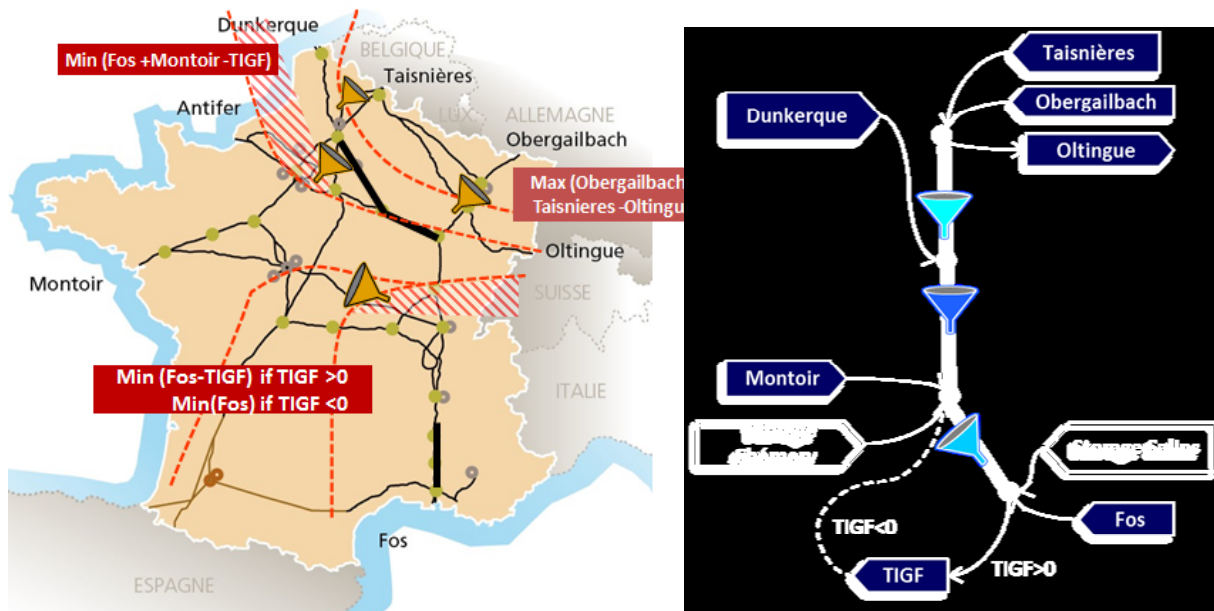 Dunkerque
BELGIQUE
Min (Fos +Montoir -TIGF)
Taisnières
Antifer
LUX
ALLEMAGNE
Obergailbach
Max (Obergailbach
Taisnieres -Oltingu
Oltingue
Montoir
SUISSE
Min (Fos-TIGF) if TIGF >0
Min(Fos) if TIGF <0
ITALIE
Fos
ESPAGNE
Taisnières
Obergailbach
Dunkerque
Oltingue
Montoir
Fos
TIGF<0
TIGF
TIGF>0